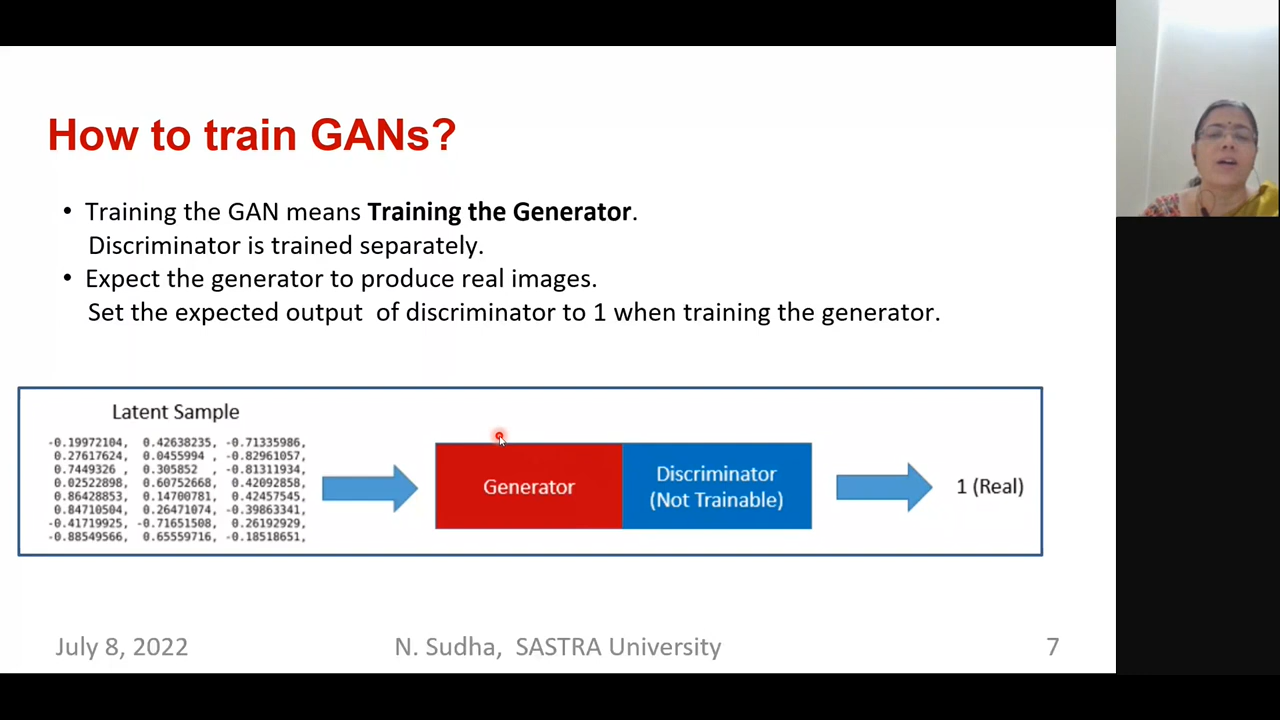 How to train GANs?
• Training the GAN means Training the Generator.
Discriminator is trained separately.
• Expect the generator to produce real images.
Set the expected output of discriminator to 1 when training the generator.
Latent Sample
-0.19972104, 0.42638235, -0.71335986,
0.27617624, 0.0455994 , -0.82961057,
0.7449326 , 0.305852 , -0.81311934,
0.02522898, 0.60752668, 0.42092858,
0.86428853, 0.14700781, 0.42457545,
0.84710504, 0.26471074, -0.39863341,
-0.41719925, -0.71651508, 0.26192929,
-0.88549566, 0.65559716, -0.18518651,
Generator
Discriminator
(Not Trainable)
1 (Real)
July 8, 2022
N. Sudha, SASTRA University
7